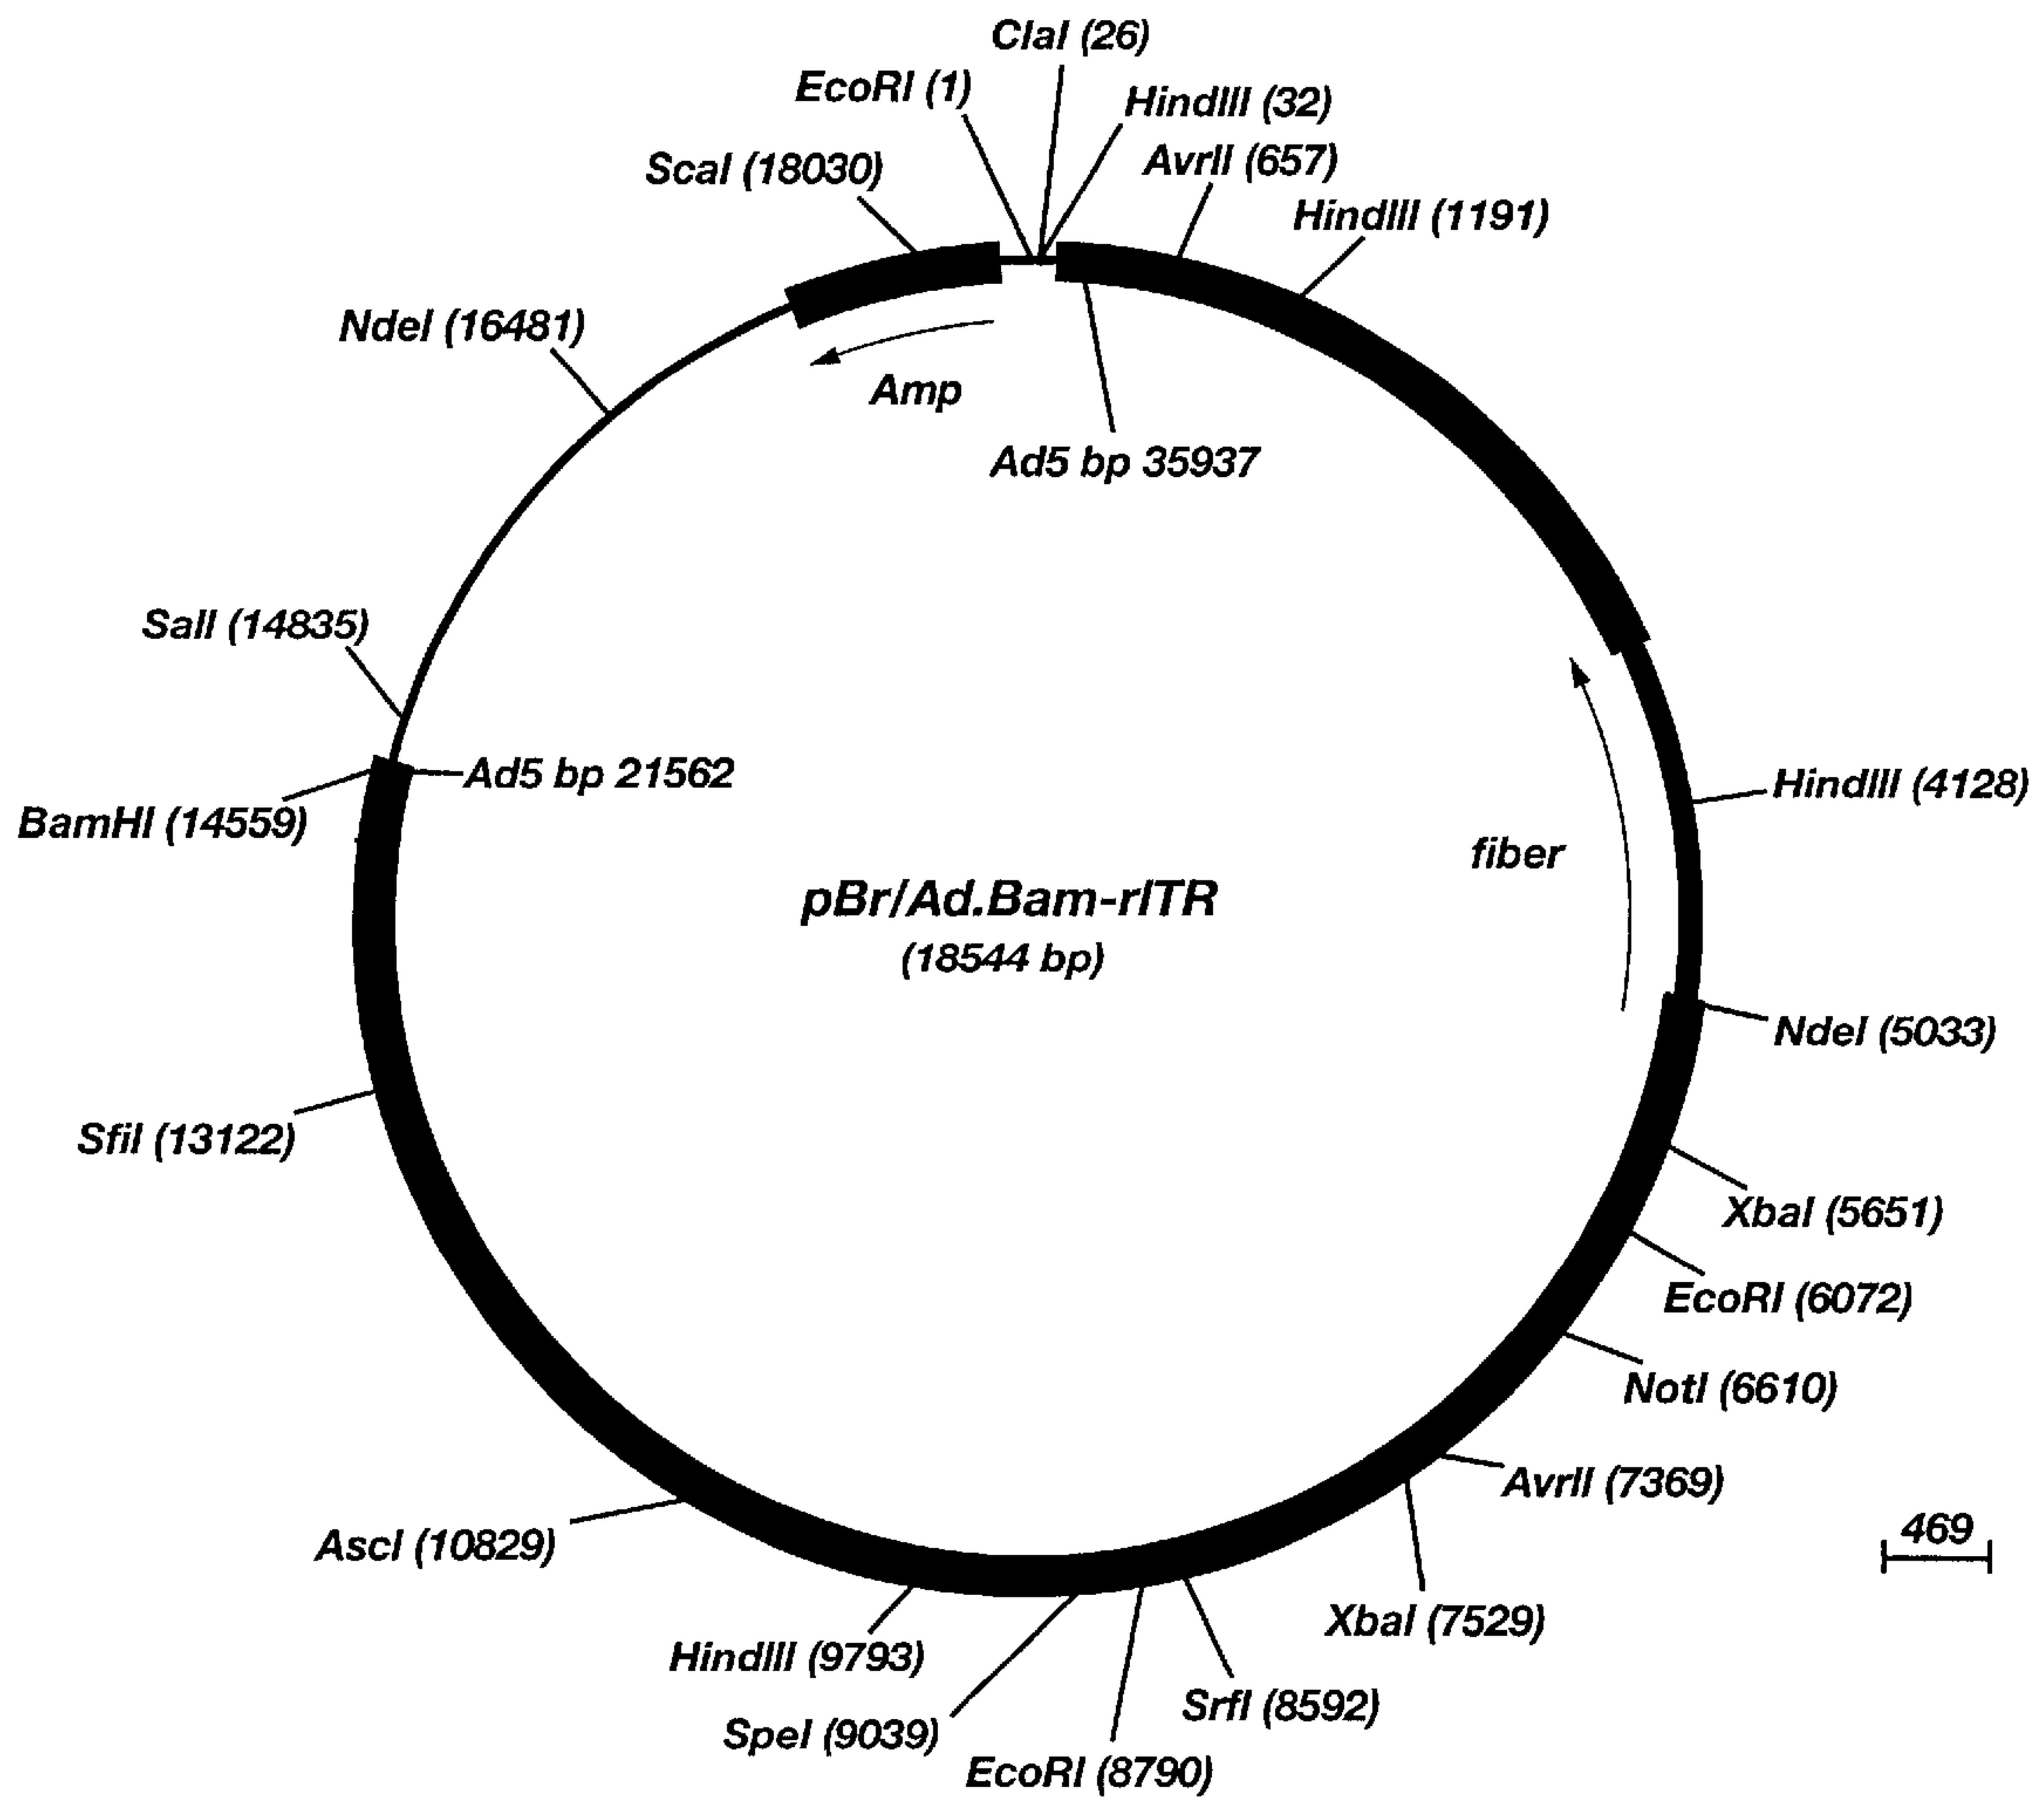 ClaI (26)
EcoRI (1)
HindIII (32)
ScaI (18030)
AvrII (657)
HindIII (1191)
NdeI (16481)
Amp
Ad5 bp 35937
SalI (14835)
Ad5 bp 21562
HindIII (4128)
BamHI (14559)
fiber
pBr/Ad.Bam-rITR
(18544 bp)
NdeI (5033)
SfiI (13122)
XbaI (5651)
EcoRI (6072)
NotI (6610)
AvrII (7369)
469
AscI (10829)
XbaI (7529)
HindIII (9793)
SrfI (8592)
SpeI (9039)
EcoRI (8790)